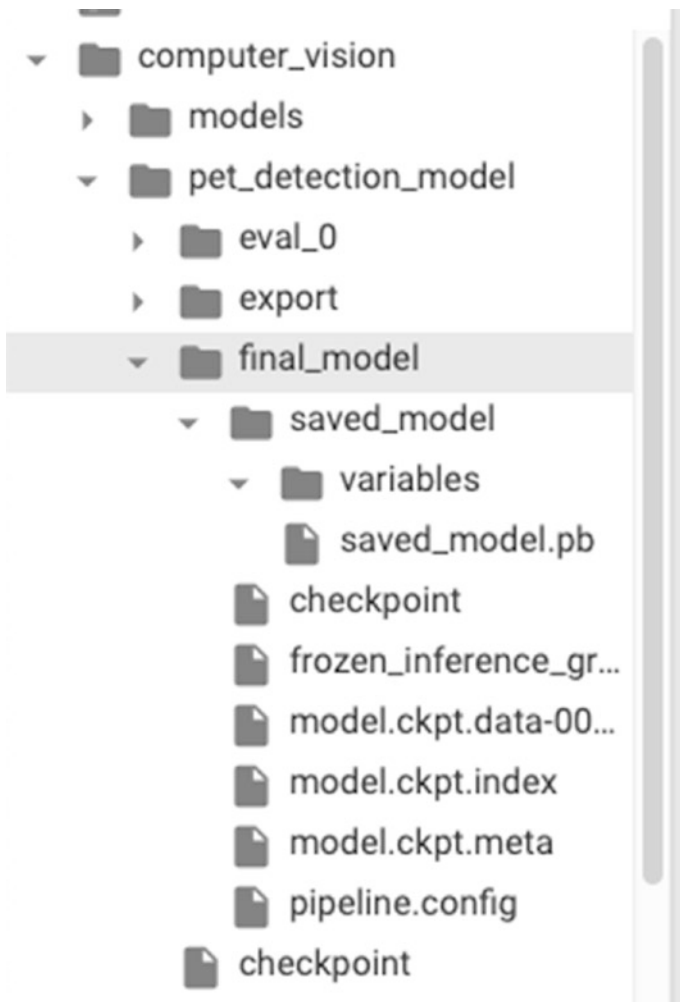 computer_vision
models
pet_detection_model
eval_0
export
final_model
saved_model
variables
saved_model.pb
checkpoint
frozen_inference_gr...
model.ckpt.data-00...
model.ckpt.index
model.ckpt.meta
pipeline.config
checkpoint